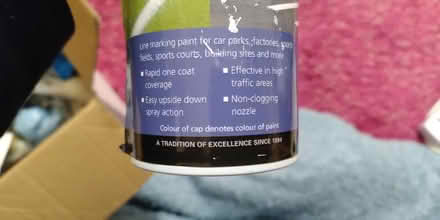 Line marking paint for car parks, factories, sports
fields, sports courts, building sites and more
Rapid one coat
coverage
Effective in high
traffic areas
Easy upside down
spray action
Non-clogging
nozzle
Colour of cap denotes colour of paint
A TRADITION OF EXCELLENCE SINCE 1884